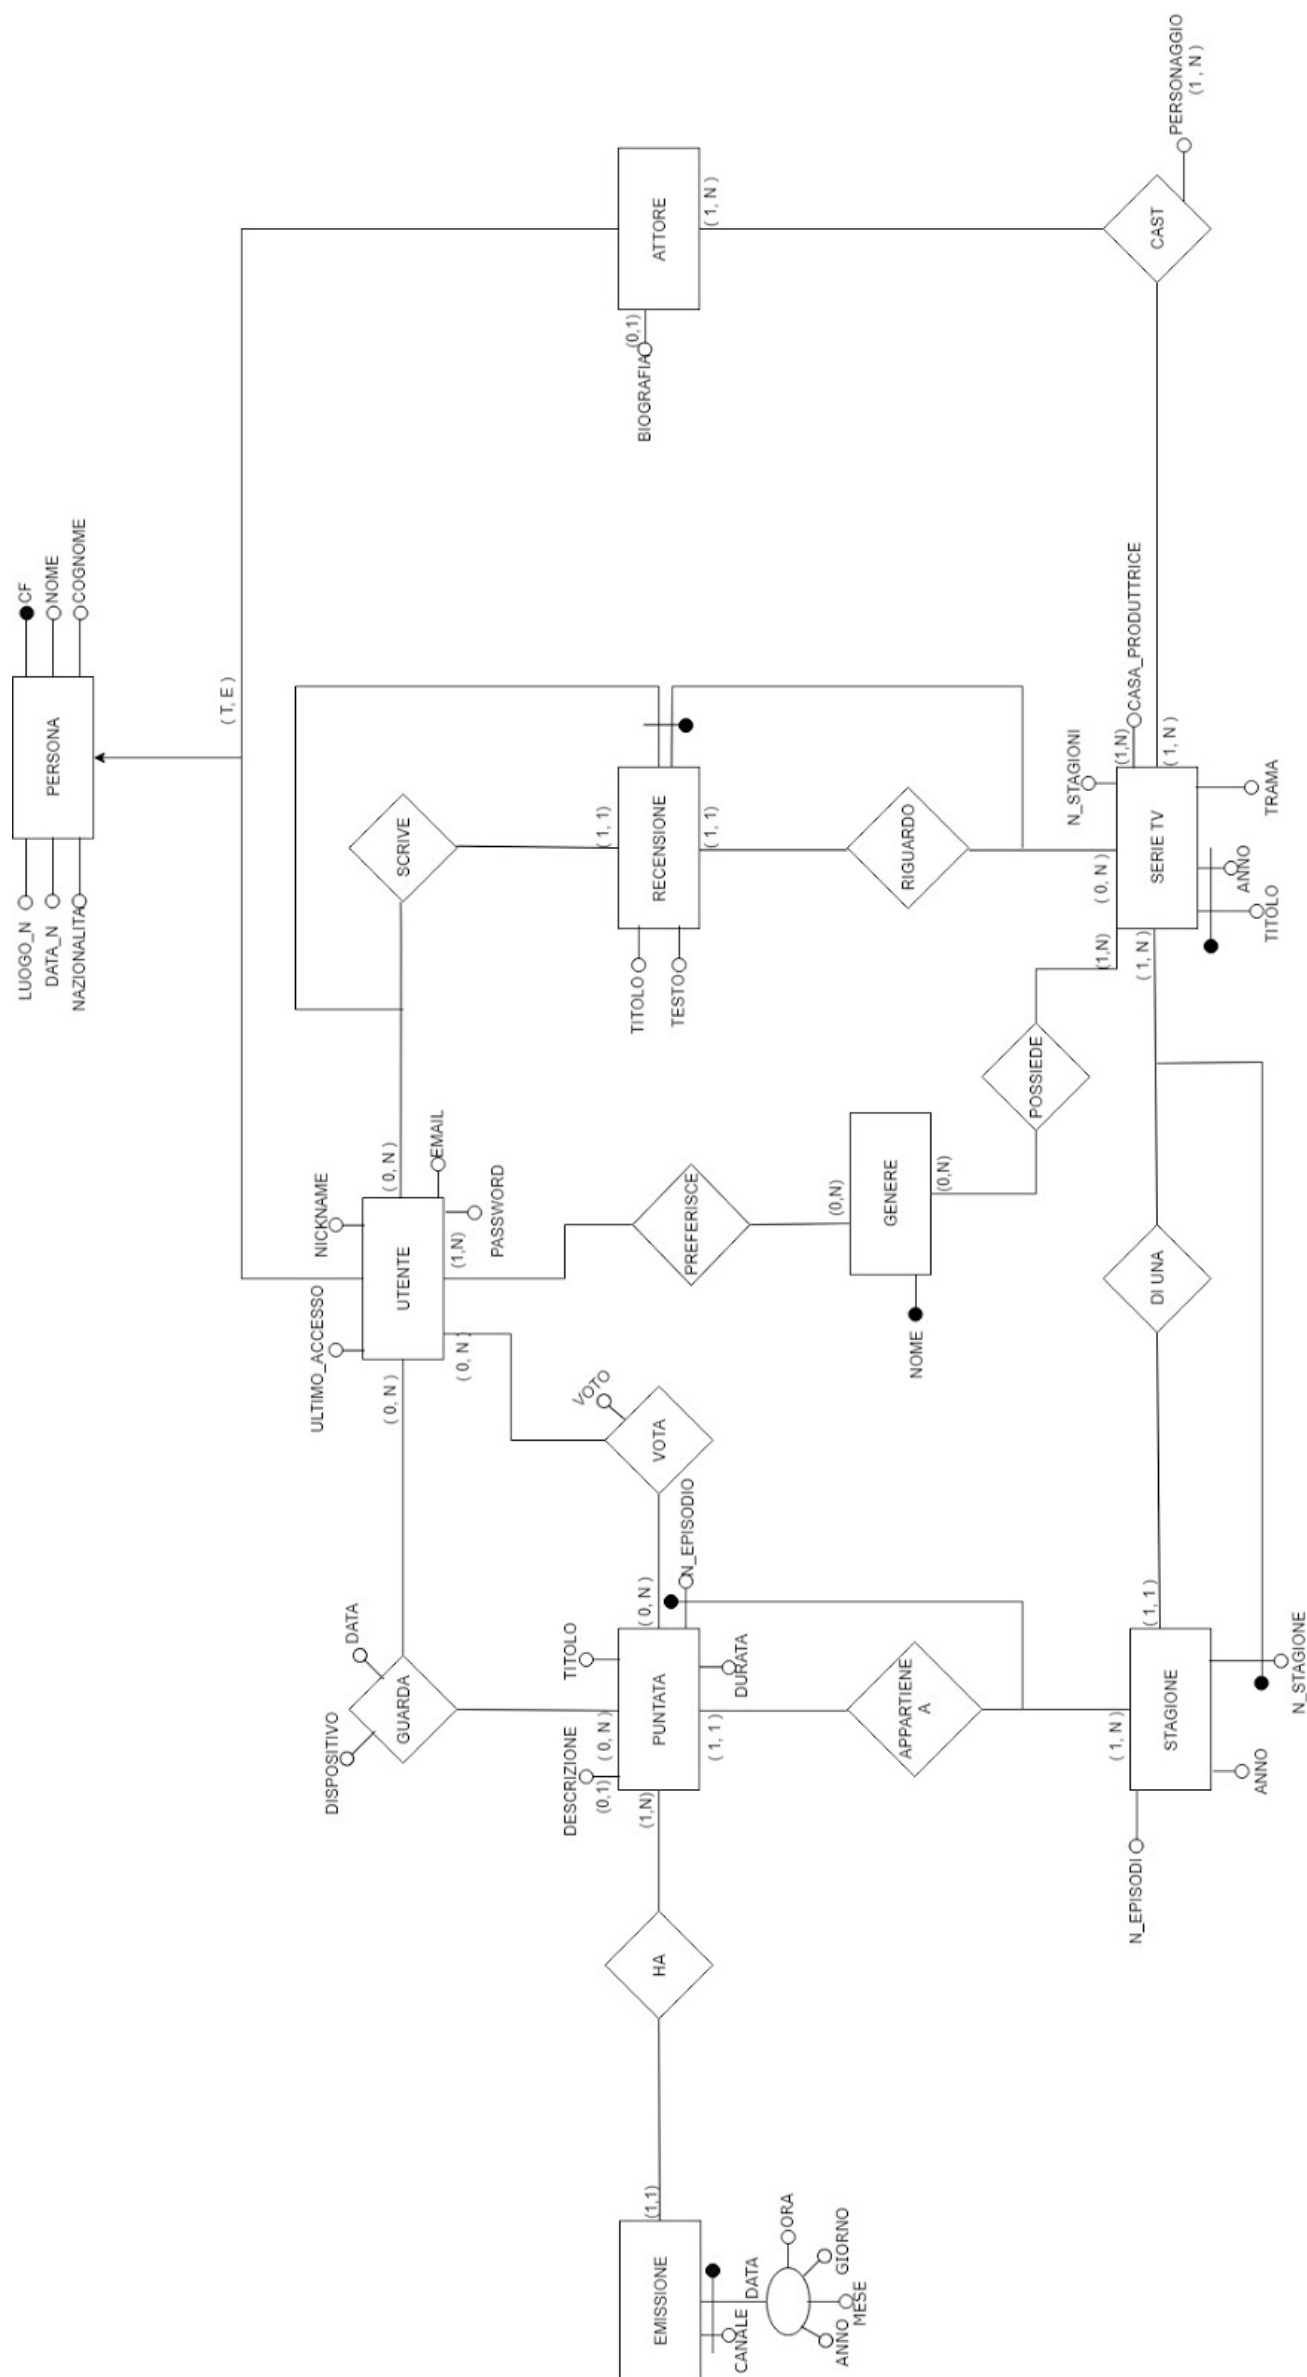 LUOGO_N
DATA_N
NAZIONALITA
PERSONA
CF
NOME
COGNOME
( T, E )
DISPOSITIVO
DATA
GUARDA
( 0, N )
ULTIMO_ACCESSO
NICKNAME
UTENTE
( 0, N )
EMAIL
PASSWORD
(1,N)
( 0, N )
SCRIVE
DESCRIZIONE
(0,1)
TITOLO
( 0, N )
(1,N)
PUNTATA
( 0, N )
N_EPISODIO
DURATA
( 1, 1 )
VOTO
VOTA
HA
(1,1)
EMISSIONE
CANALE
DATA
ORA
GIORNO
MESE
ANNO
PREFERISCE
(0,N)
GENERE
NOME
(0,N)
POSSIEDE
(1,N)
( 1, 1)
RECENSIONE
TITOLO
TESTO
( 1, 1)
RIGUARDO
( 0, N )
BIOGRAFIA
(0,1)
ATTORE
( 1, N )
APPARTIENE
A
( 1, N )
STAGIONE
N_EPISODI
ANNO
N_STAGIONE
( 1, 1 )
DI UNA
( 1, N )
SERIE TV
N_STAGIONI
(1,N)
CASA_PRODUTTRICE
( 1, N )
TITOLO
ANNO
TRAMA
CAST
PERSONAGGIO
(1 , N )